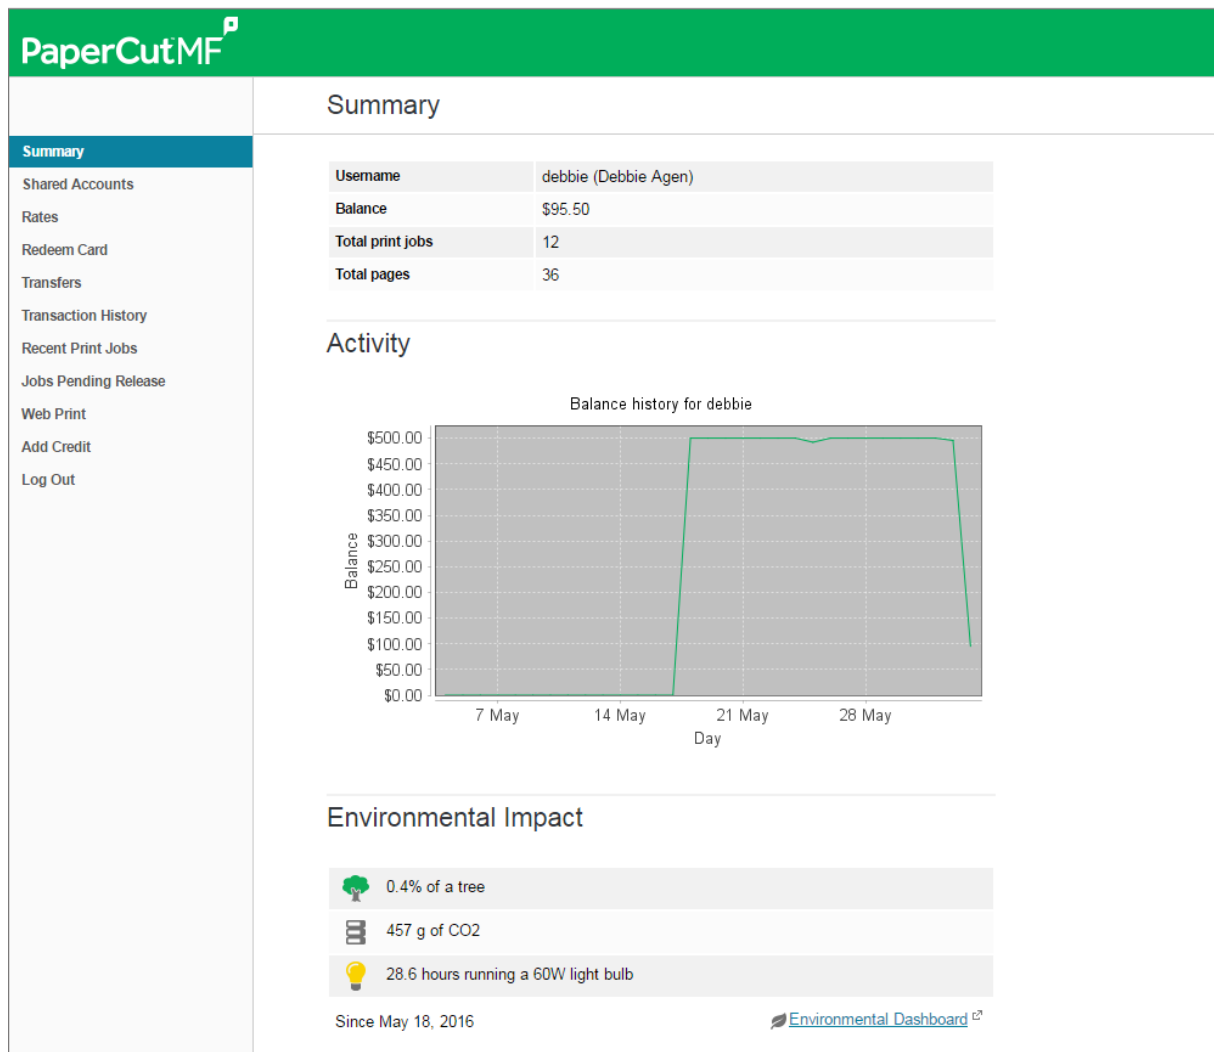 PaperCut MF
Summary
Summary
Shared Accounts
Rates
Redeem Card
Transfers
Transaction History
Recent Print Jobs
Jobs Pending Release
Web Print
Add Credit
Log Out
Username debbie (Debbie Agen)
Balance $95.50
Total print jobs 12
Total pages 36
Activity
Balance history for debbie
$500.00
$450.00
$400.00
$350.00
$300.00
$250.00
$200.00
$150.00
$100.00
$50.00
$0.00
Balance
7 May 14 May 21 May 28 May
Day
Environmental Impact
0.4% of a tree
457 g of CO2
28.6 hours running a 60W light bulb
Since May 18, 2016 Environmental Dashboard